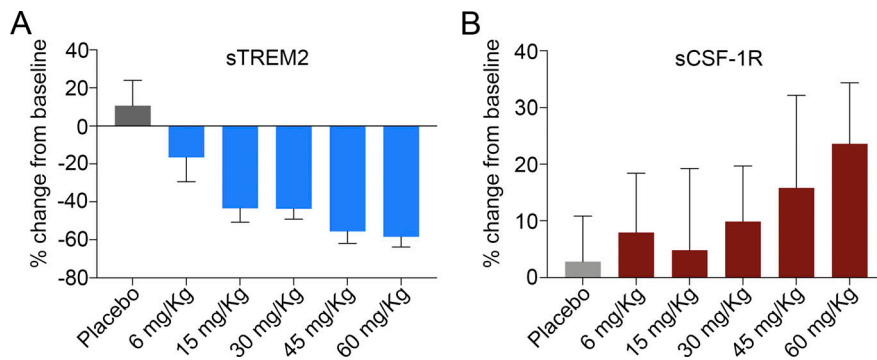 A
sTREM2
% change from baseline
40
20
0
-20
-40
-60
-80
Placebo
6 mg/Kg
15 mg/Kg
30 mg/Kg
45 mg/Kg
60 mg/Kg
B
sCSF-1R
% change from baseline
40
30
20
10
0
Placebo
6 mg/Kg
15 mg/Kg
30 mg/Kg
45 mg/Kg
60 mg/Kg